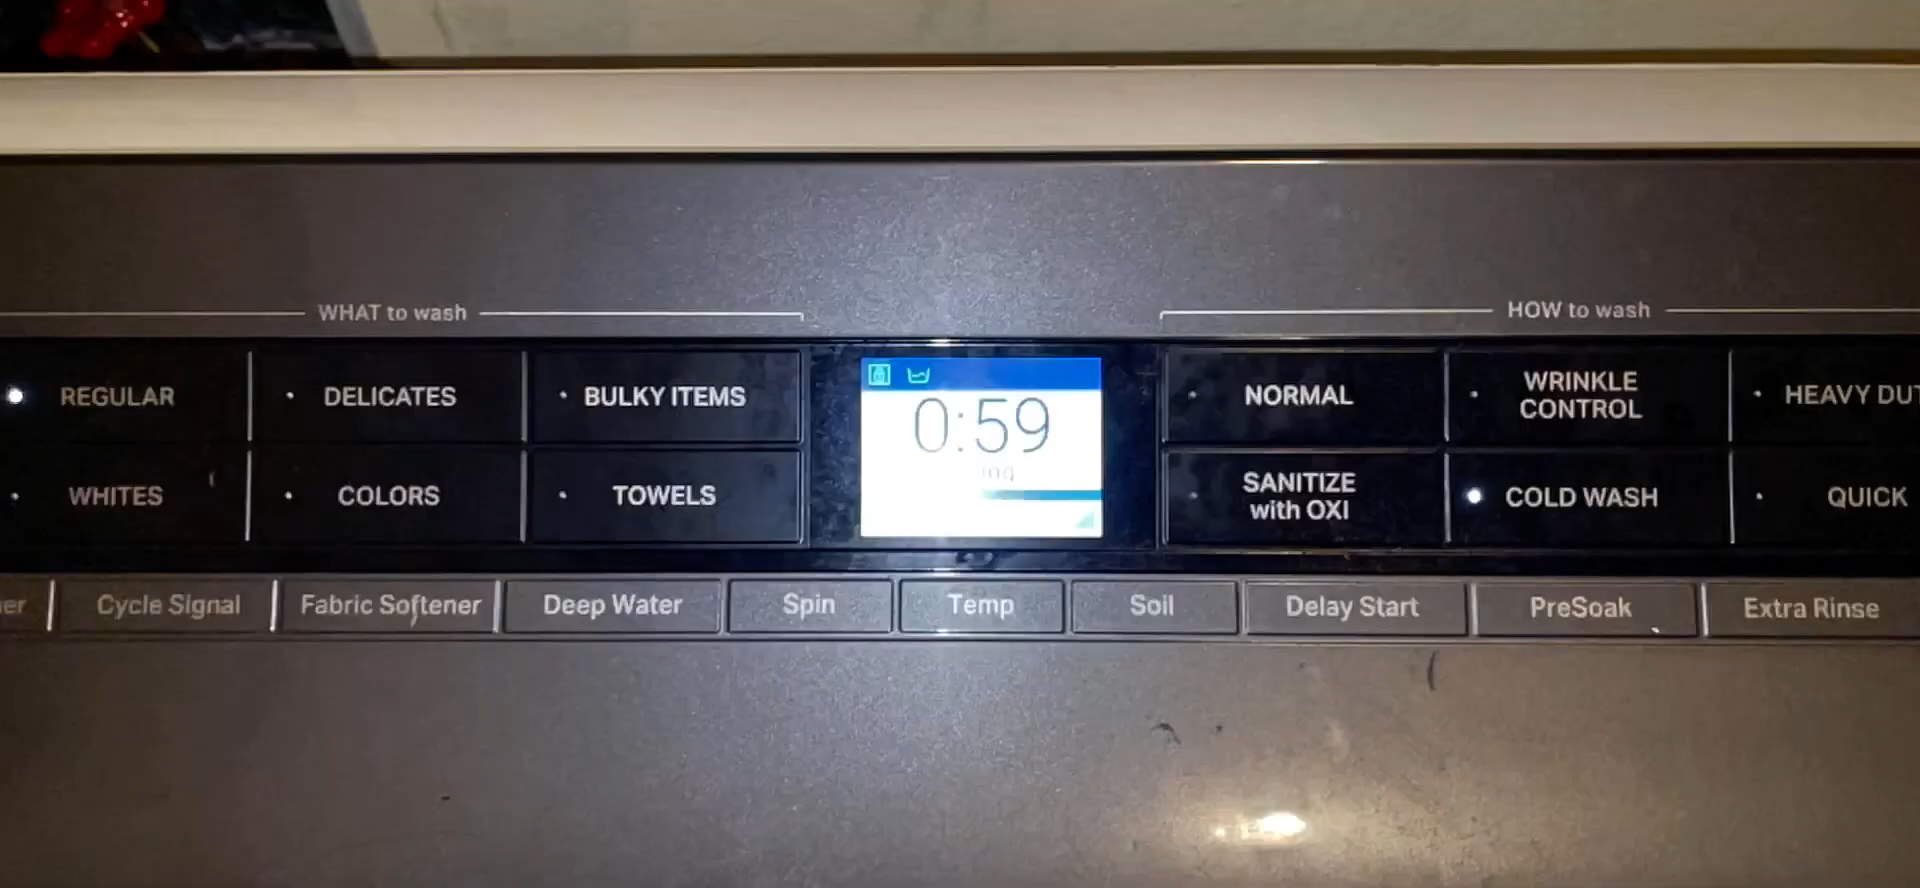 WHAT to wash
HOW to wash
REGULAR
DELICATES
BULKY ITEMS
0:59
NORMAL
WRINKLE
CONTROL
HEAVY DUT
WHITES
COLORS
TOWELS
SANITIZE
with OXI
COLD WASH
QUICK
Cycle Signal
Fabric Softener
Deep Water
Spin
Temp
Soil
Delay Start
PreSoak
Extra Rinse